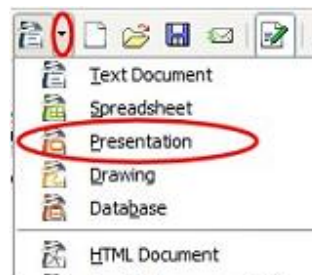 Text Document
Spreadsheet
Presentation
Drawing
Database
HTML Document